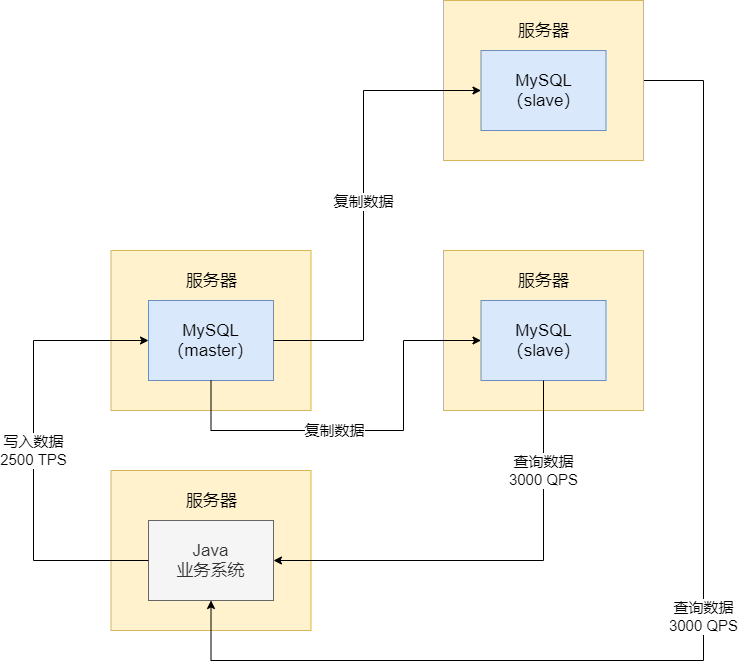 服务器
MySQL
(slave)
复制数据
服务器
MySQL
(master)
服务器
MySQL
(slave)
复制数据
写入数据
2500 TPS
查询数据
3000 QPS
服务器
Java
业务系统
查询数据
3000 QPS